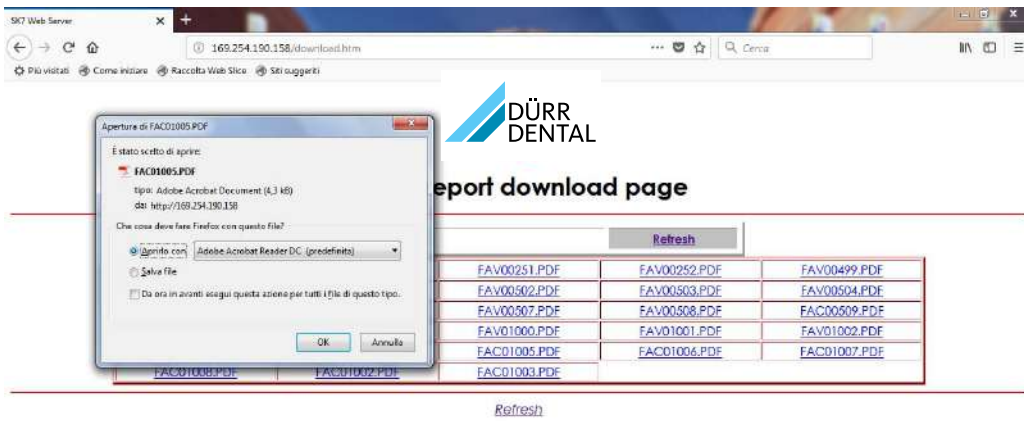 SK7 Web Server
169.254.190.158/download.htm
Cerca
Più visitati Come iniziare Raccolta Web Slice Siti suggeriti
DÜRR
DENTAL
eport download page
Apertura di FAC01005.PDF
È stato scelto di aprire:
FAC01005.PDF
tipo: Adobe Acrobat Document (4,3 kB)
da: http://169.254.190.158
Che cosa deve fare Firefox con questo file?
Aprirlo con Adobe Acrobat Reader DC (predefinita)
Salva file
Da ora in avanti esegui questa azione per tutti i file di questo tipo.
OK Annulla
Refresh
FAV00251.PDF FAV00252.PDF FAV00499.PDF
FAV00502.PDF FAV00503.PDF FAV00504.PDF
FAV00507.PDF FAV00508.PDF FAC00509.PDF
FAV01000.PDF FAV01001.PDF FAV01002.PDF
FAC01005.PDF FAC01006.PDF FAC01007.PDF
FAC01008.PDF FAC01002.PDF FAC01003.PDF
Refresh